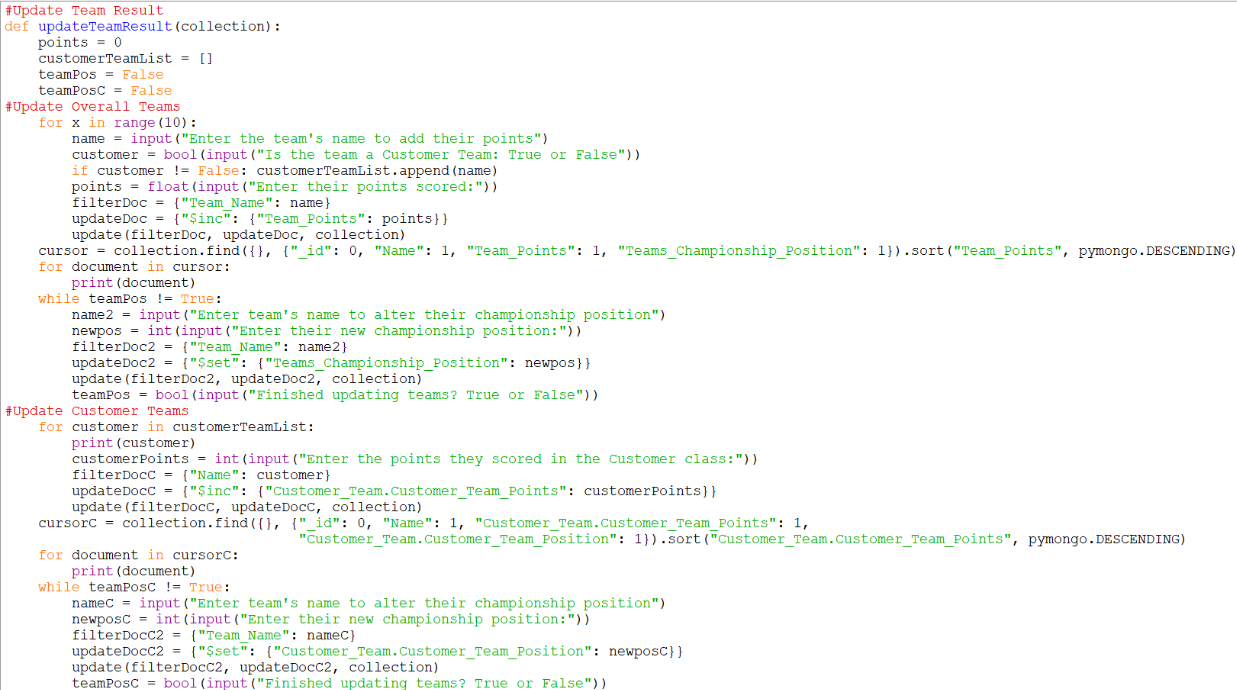 #Update Team Result
def updateTeamResult(collection):
    points = 0
    customerTeamList = []
    teamPos = False
    teamPosC = False
#Update Overall Teams
    for x in range(10):
        name = input("Enter the team's name to add their points")
        customer = bool(input("Is the team a Customer Team: True or False"))
        if customer != False: customerTeamList.append(name)
        points = float(input("Enter their points scored:"))
        filterDoc = {"Team_Name": name}
        updateDoc = {"$inc": {"Team_Points": points}}
        update(filterDoc, updateDoc, collection)
    cursor = collection.find({}, {"_id": 0, "Name": 1, "Team_Points": 1, "Teams_Championship_Position": 1}).sort("Team_Points", pymongo.DESCENDING)
    for document in cursor:
        print(document)
    while teamPos != True:
        name2 = input("Enter team's name to alter their championship position")
        newpos = int(input("Enter their new championship position:"))
        filterDoc2 = {"Team_Name": name2}
        updateDoc2 = {"$set": {"Teams_Championship_Position": newpos}}
        update(filterDoc2, updateDoc2, collection)
        teamPos = bool(input("Finished updating teams? True or False"))
#Update Customer Teams
    for customer in customerTeamList:
        print(customer)
        customerPoints = int(input("Enter the points they scored in the Customer class:"))
        filterDocC = {"Name": customer}
        updateDocC = {"$inc": {"Customer_Team.Customer_Team_Points": customerPoints}}
        update(filterDocC, updateDocC, collection)
    cursorC = collection.find({}, {"_id": 0, "Name": 1, "Customer_Team.Customer_Team_Points": 1,
                                   "Customer_Team.Customer_Team_Position": 1}).sort("Customer_Team.Customer_Team_Points", pymongo.DESCENDING)
    for document in cursorC:
        print(document)
    while teamPosC != True:
        nameC = input("Enter team's name to alter their championship position")
        newposC = int(input("Enter their new championship position:"))
        filterDocC2 = {"Team_Name": nameC}
        updateDocC2 = {"$set": {"Customer_Team.Customer_Team_Position": newposC}}
        update(filterDocC2, updateDocC2, collection)
        teamPosC = bool(input("Finished updating teams? True or False"))